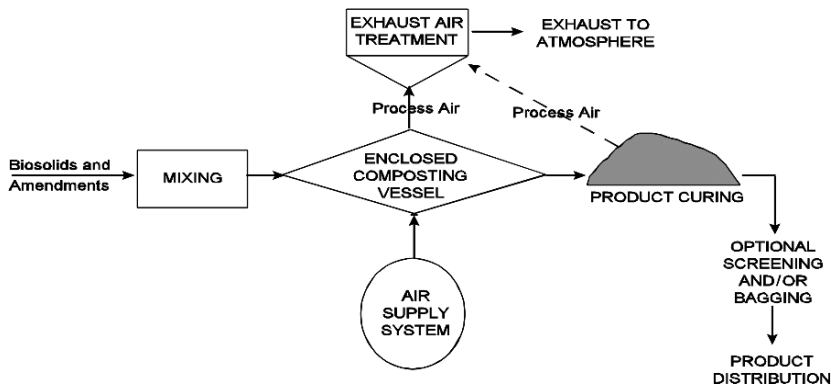 EXHAUST AIR
TREATMENT
EXHAUST TO
ATMOSPHERE
Process Air
Process Air
Biosolids and
Amendments
MIXING
ENCLOSED
COMPOSTING
VESSEL
PRODUCT CURING
AIR
SUPPLY
SYSTEM
OPTIONAL
SCREENING
AND/OR
BAGGING
PRODUCT
DISTRIBUTION